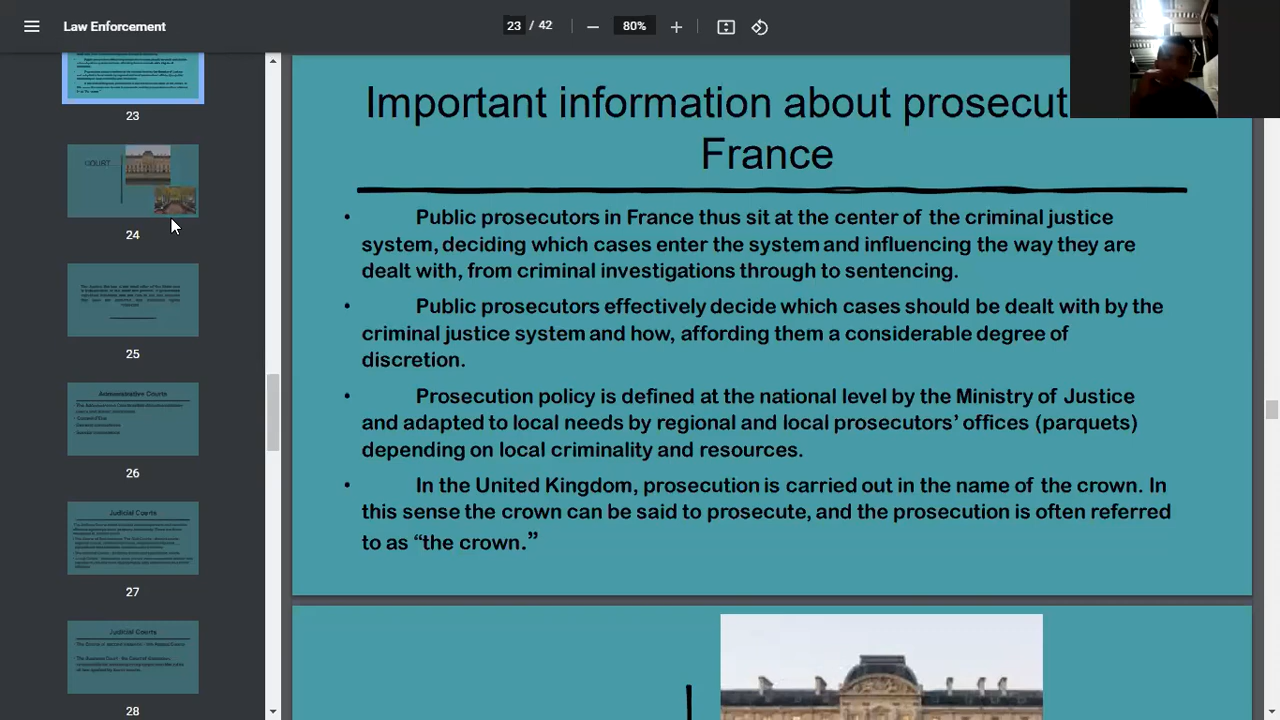 Law Enforcement
23 / 42
80%
23
24
25
Administrative Courts
26
Judicial Courts
27
Judicial Courts
28
Important information about prosecut
France
• Public prosecutors in France thus sit at the center of the criminal justice
system, deciding which cases enter the system and influencing the way they are
dealt with, from criminal investigations through to sentencing.
• Public prosecutors effectively decide which cases should be dealt with by the
criminal justice system and how, affording them a considerable degree of
discretion.
• Prosecution policy is defined at the national level by the Ministry of Justice
and adapted to local needs by regional and local prosecutors’ offices (parquets)
depending on local criminality and resources.
• In the United Kingdom, prosecution is carried out in the name of the crown. In
this sense the crown can be said to prosecute, and the prosecution is often referred
to as “the crown.”